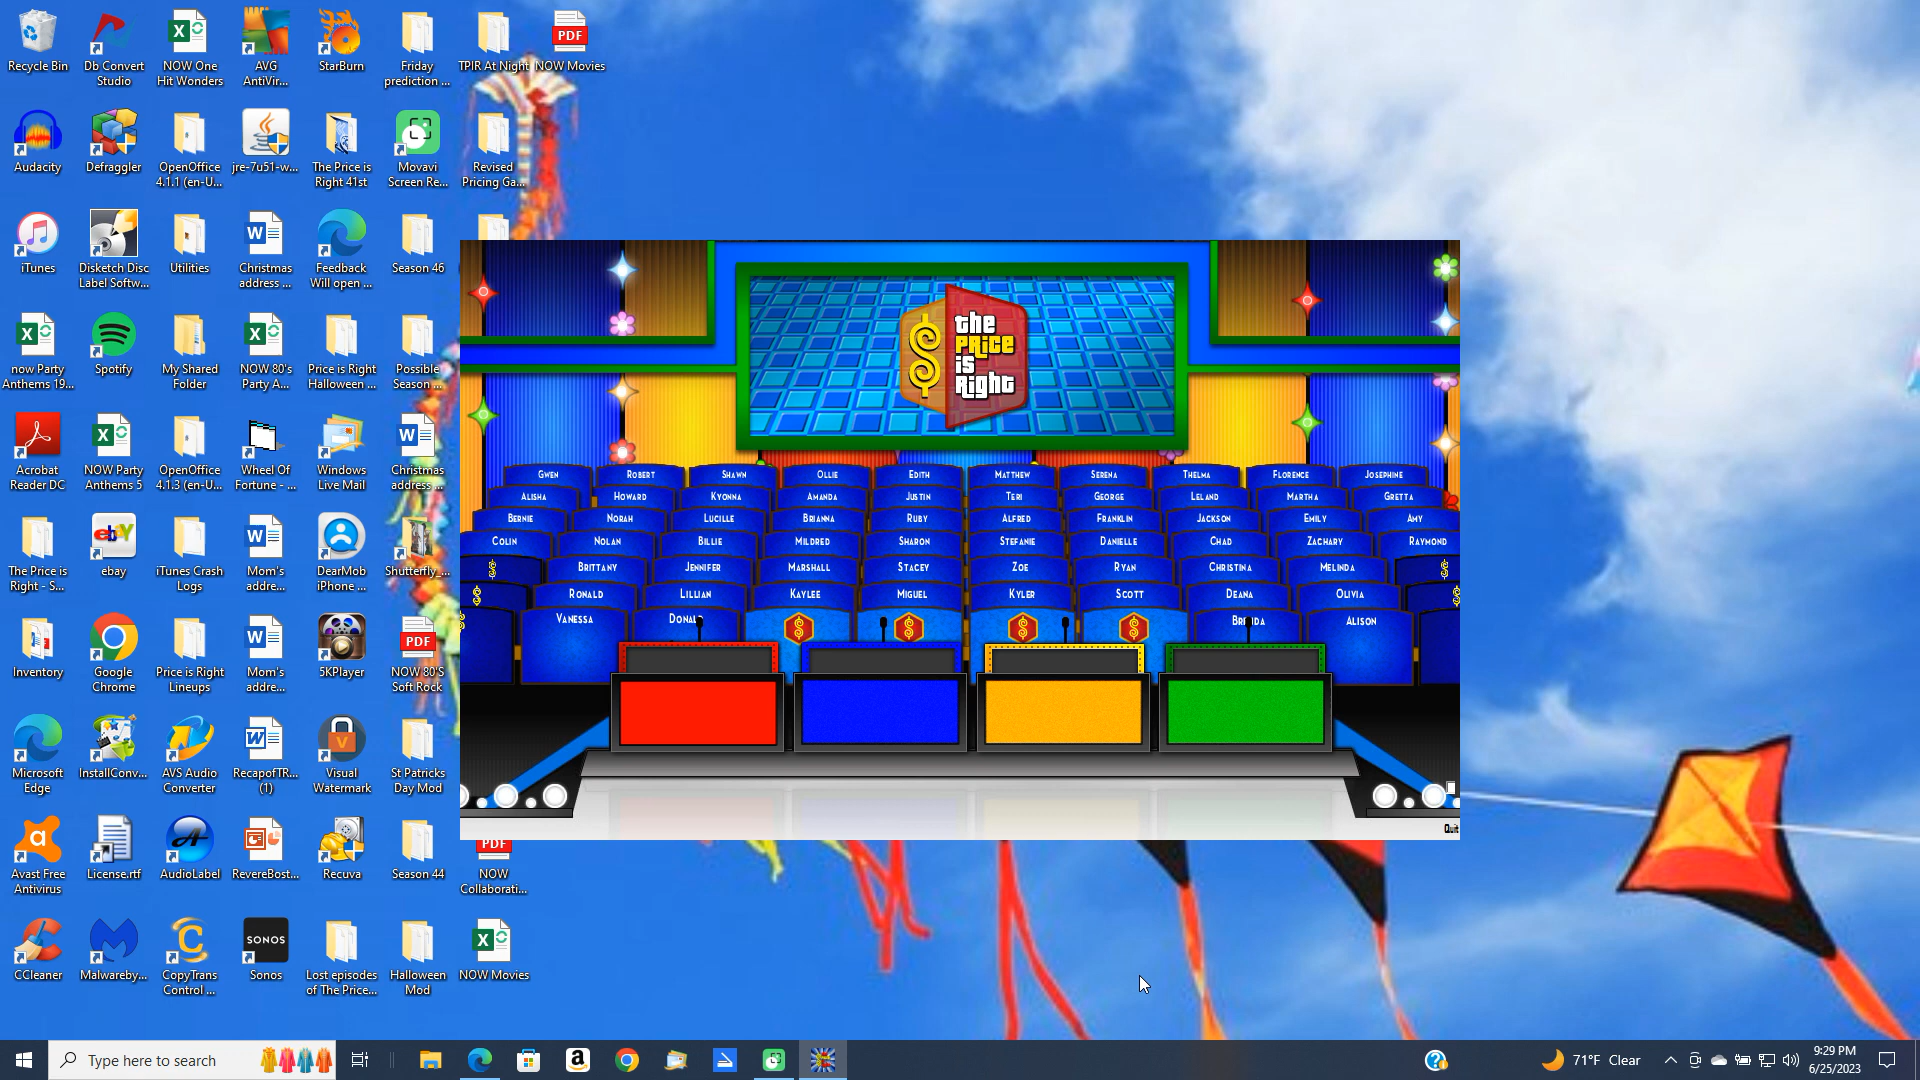 Recycle Bin
Db Convert
Studio
NOW One
Hit Wonders
AVG
AntiVir...
StarBurn
Friday
prediction ...
TPIR At Night
NOW Movies
PDF
Audacity
Defraggler
OpenOffice
4.1.1 (en-U...
jre-7u51-w...
The Price is
Right 41st
Movavi
Screen Re...
Revised
Pricing Ga...
iTunes
Disketch Disc
Label Softw...
Utilities
Christmas
address ...
Feedback
Will open ...
Season 46
now Party
Anthems 19...
Spotify
My Shared
Folder
NOW 80's
Party A...
Price is Right
Halloween ...
Possible
Season ...
Acrobat
Reader DC
NOW Party
Anthems 5
OpenOffice
4.1.3 (en-U...
Wheel Of
Fortune - ...
Windows
Live Mail
Christmas
address ...
The Price is
Right - S...
ebay
ebay
iTunes Crash
Logs
Mom's
addre...
DearMob
iPhone ...
Shutterfly_...
Inventory
Google
Chrome
Price is Right
Lineups
Mom's
addre...
5KPlayer
PDF
NOW 80'S
Soft Rock
Microsoft
Edge
InstallConv...
AVS Audio
Converter
RecapofTR...
(1)
Visual
Watermark
St Patricks
Day Mod
Avast Free
Antivirus
License.rtf
AudioLabel
RevereBost...
Recuva
Season 44
PDF
NOW
Collaborati...
CCleaner
Malwareby...
CopyTrans
Control ...
SONOS
Sonos
Lost episodes
of The Price...
Halloween
Mod
NOW Movies
the
PRICE
is
Right
GWEN ROBERT SHAWN OLLIE EDITH MATTHEW SERENA THELMA FLORENCE JOSEPHINE
ALISHA HOWARD KYONNA AMANDA JUSTIN TERI GEORGE LELAND MARTHA GRETTA
BERNIE NORAH LUCILLE BRIANNA RUBY ALFRED FRANKLIN JACKSON EMILY AMY
COLIN NOLAN BILLIE MILDRED SHARON STEFANIE DANIELLE CHAD ZACHARY RAYMOND
BRITTANY JENNIFER MARSHALL STACEY ZOE RYAN CHRISTINA MELINDA
RONALD LILLIAN KAYLEE MIGUEL KYLER SCOTT DEANA OLIVIA
VANESSA DONALD BRENDA ALISON
Quit
Type here to search
71°F Clear
9:29 PM
6/25/2023